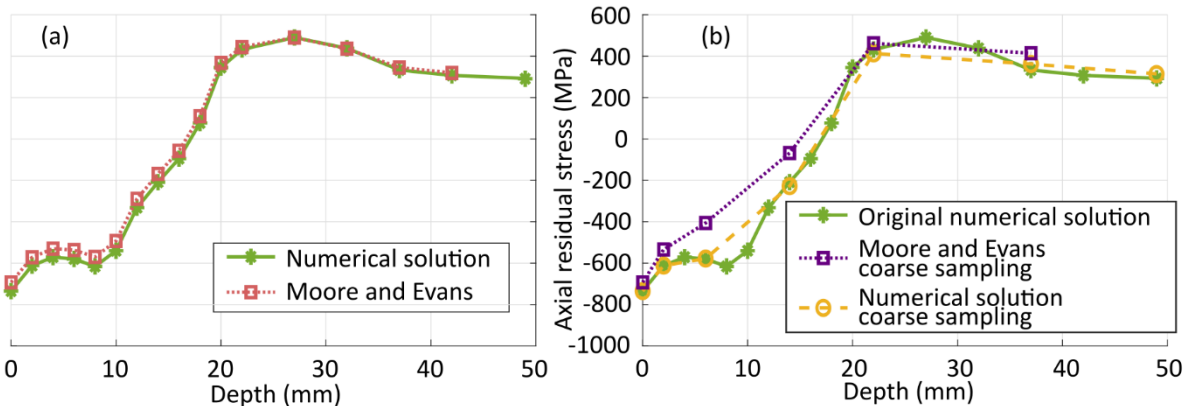 (a)
Numerical solution
Moore and Evans
0 10 20 30 40 50
Depth (mm)
(b)
Axial residual stress (MPa)
600
400
200
0
-200
-400
-600
-800
-1000
Original numerical solution
Moore and Evans
coarse sampling
Numerical solution
coarse sampling
0 10 20 30 40 50
Depth (mm)